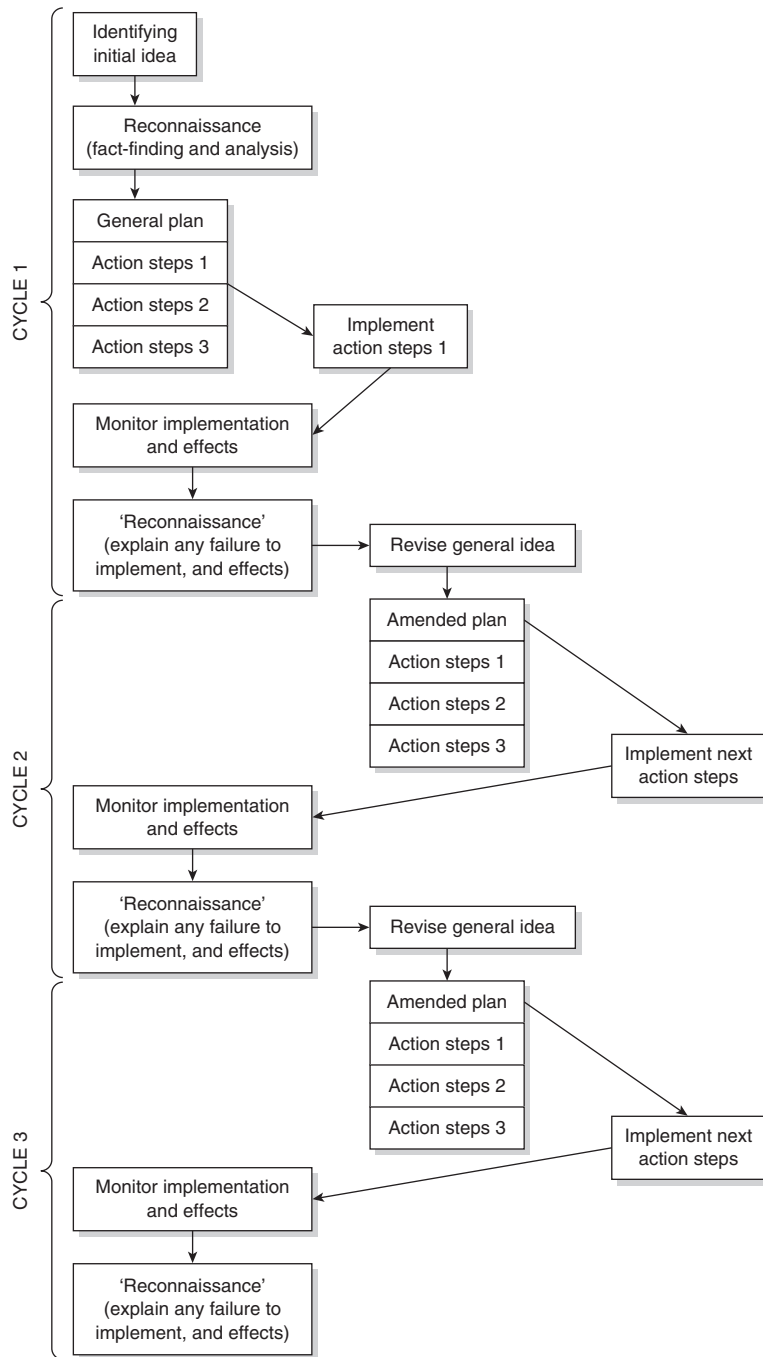 CYCLE 1
Identifying
initial idea
Reconnaissance
(fact-finding and analysis)
General plan
Action steps 1
Action steps 2
Action steps 3
Implement
action steps 1
Monitor implementation
and effects
‘Reconnaissance’
(explain any failure to
implement, and effects)
Revise general idea
CYCLE 2
Amended plan
Action steps 1
Action steps 2
Action steps 3
Implement next
action steps
Monitor implementation
and effects
‘Reconnaissance’
(explain any failure to
implement, and effects)
Revise general idea
CYCLE 3
Amended plan
Action steps 1
Action steps 2
Action steps 3
Implement next
action steps
Monitor implementation
and effects
‘Reconnaissance’
(explain any failure to
implement, and effects)